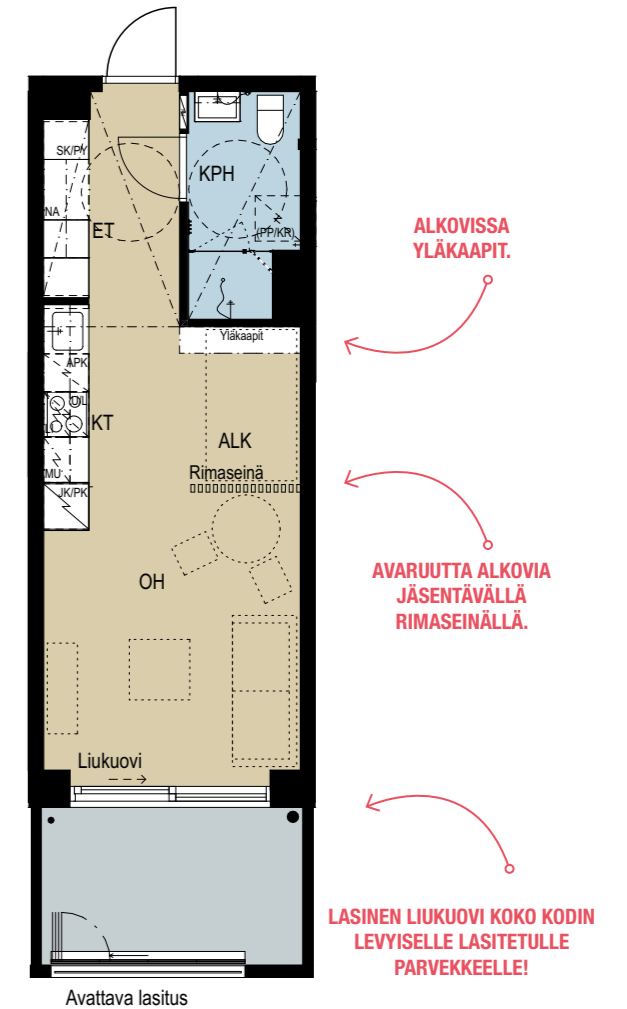 SK/PY
KPH
NA
ET
(PP/KR)
ALKOVISSA
YLÄKAAPIT.
Yläkaapit
APK
KT
ALK
MU
Rimaseinä
JK/PK
AVARUUTTA ALKOVIA
JÄSENTÄVÄLLÄ
RIMASEINÄLLÄ.
OH
Liukuovi
LASINEN LIUKUOVI KOKO KODIN
LEVYISELLE LASITETULLE
PARVEKKEELLE!
Avattava lasitus